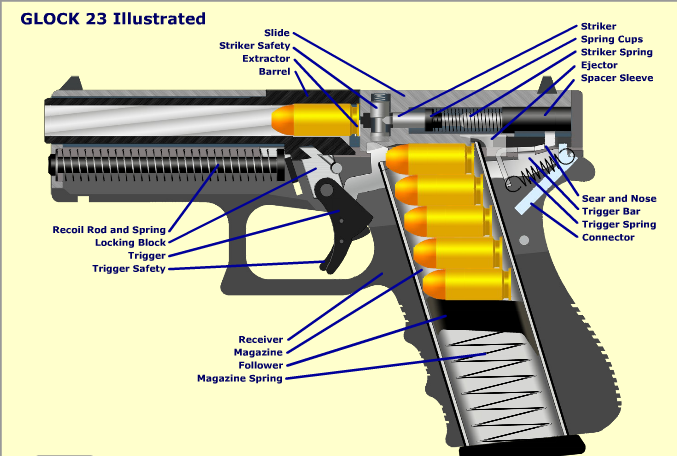 GLOCK 23 Illustrated
Slide
Striker Safety
Extractor
Barrel
Striker
Spring Cups
Striker Spring
Ejector
Spacer Sleeve
Recoil Rod and Spring
Locking Block
Trigger
Trigger Safety
Sear and Nose
Trigger Bar
Trigger Spring
Connector
Receiver
Magazine
Follower
Magazine Spring